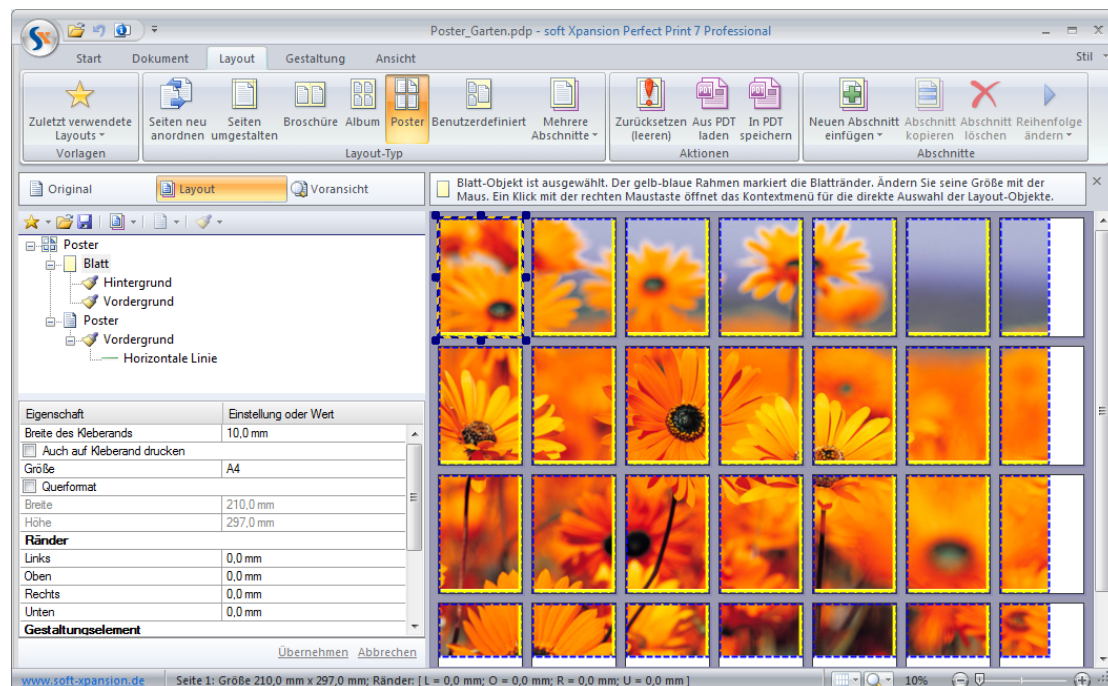 Poster_Garten.pdp - soft Xpansion Perfect Print 7 Professional
Start Dokument Layout Gestaltung Ansicht Stil
Zuletzt verwendete Layouts
Vorlagen
Seiten neu anordnen
Seiten umgestalten
Broschüre
Album
Poster
Benutzerdefiniert
Mehrere Abschnitte
Layout-Typ
Zurücksetzen (leeren)
Aus PDT laden
In PDT speichern
Aktionen
Neuen Abschnitt einfügen
Abschnitt kopieren
Abschnitt löschen
Reihenfolge ändern
Abschnitte
Original Layout Voransicht
Blatt-Objekt ist ausgewählt. Der gelb-blaue Rahmen markiert die Blattränder. Ändern Sie seine Größe mit der
Maus. Ein Klick mit der rechten Maustaste öffnet das Kontextmenü für die direkte Auswahl der Layout-Objekte.
Poster
Blatt
Hintergrund
Vordergrund
Poster
Vordergrund
Horizontale Linie
Eigenschaft Einstellung oder Wert
Breite des Kleberands 10,0 mm
Auch auf Kleberand drucken
Größe A4
Querformat
Breite 210,0 mm
Höhe 297,0 mm
Ränder
Links 0,0 mm
Oben 0,0 mm
Rechts 0,0 mm
Unten 0,0 mm
Gestaltungselement
Übernehmen Abbrechen
www.soft-xpansion.de Seite 1: Größe 210,0 mm x 297,0 mm; Ränder: [ L = 0,0 mm; O = 0,0 mm; R = 0,0 mm; U = 0,0 mm ] 10%